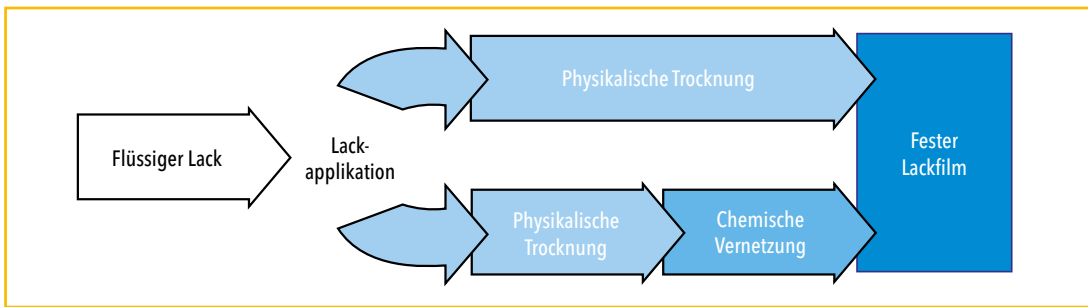 Flüssiger Lack
Lack-
applikation
Physikalische Trocknung
Physikalische
Trocknung
Chemische
Vernetzung
Fester
Lackfilm